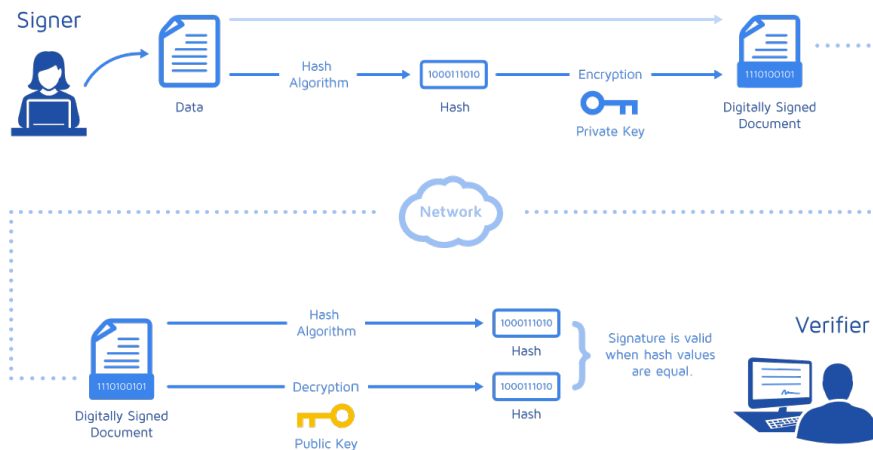 Signer
Hash
Algorithm
1000111010
Encryption
1110100101
Data
Hash
Private Key
Digitally Signed
Document
Network
Hash
Algorithm
1000111010
Hash
Signature is valid
when hash values
are equal.
Verifier
1110100101
Decryption
1000111010
Hash
Digitally Signed
Document
Public Key